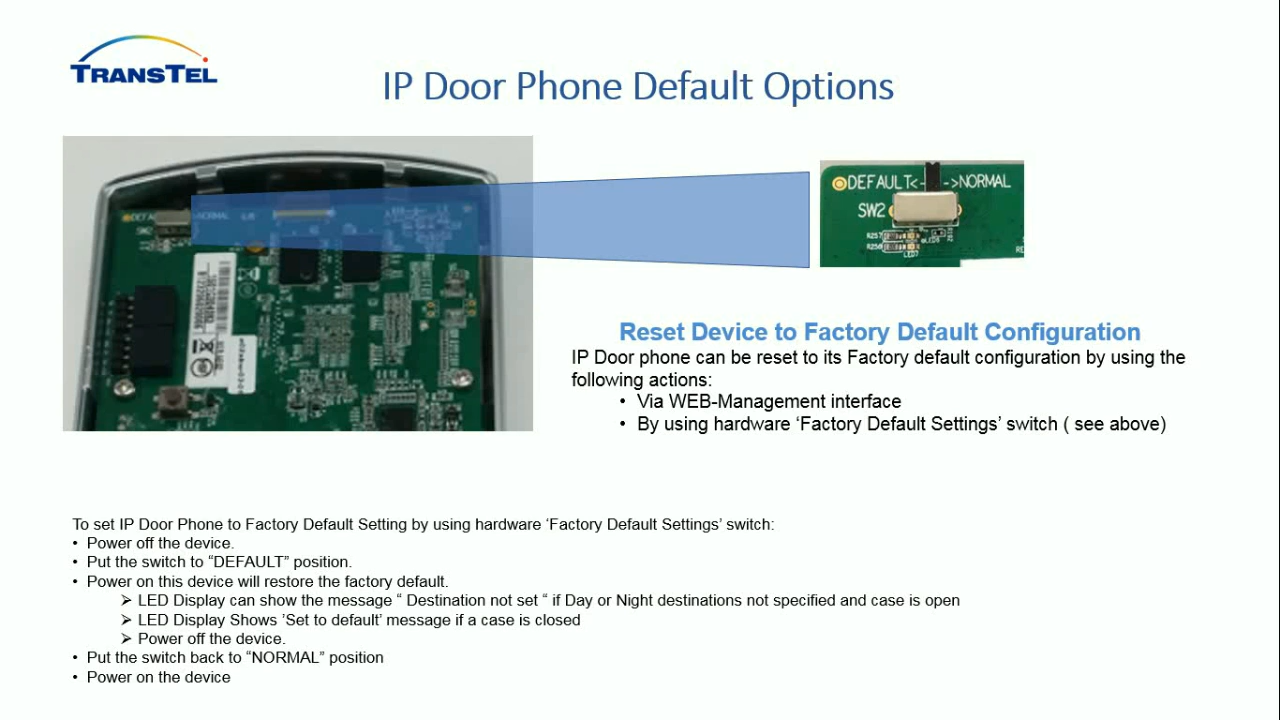 TRANSTEL
IP Door Phone Default Options
DEFAULT<- ->NORMAL
SW2
R257
R258
LED7
->NORMAL
SW2
Reset Device to Factory Default Configuration
IP Door phone can be reset to its Factory default configuration by using the
following actions:
• Via WEB-Management interface
• By using hardware ‘Factory Default Settings’ switch ( see above)
To set IP Door Phone to Factory Default Setting by using hardware ‘Factory Default Settings’ switch:
• Power off the device.
• Put the switch to “DEFAULT” position.
• Power on this device will restore the factory default.
➢ LED Display can show the message “ Destination not set “ if Day or Night destinations not specified and case is open
➢ LED Display Shows ’Set to default’ message if a case is closed
➢ Power off the device.
• Put the switch back to “NORMAL” position
• Power on the device